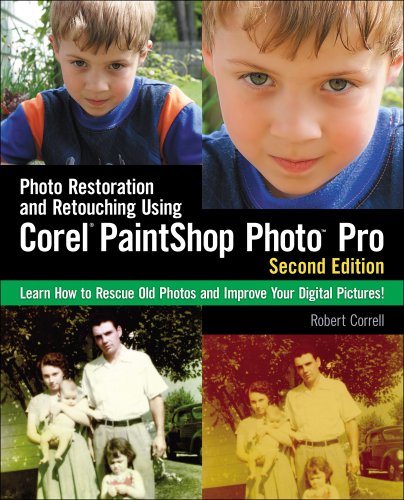 Photo Restoration
and Retouching Using
Corel® PaintShop Photo™ Pro
Second Edition
Learn How to Rescue Old Photos and Improve Your Digital Pictures!
Robert Correll